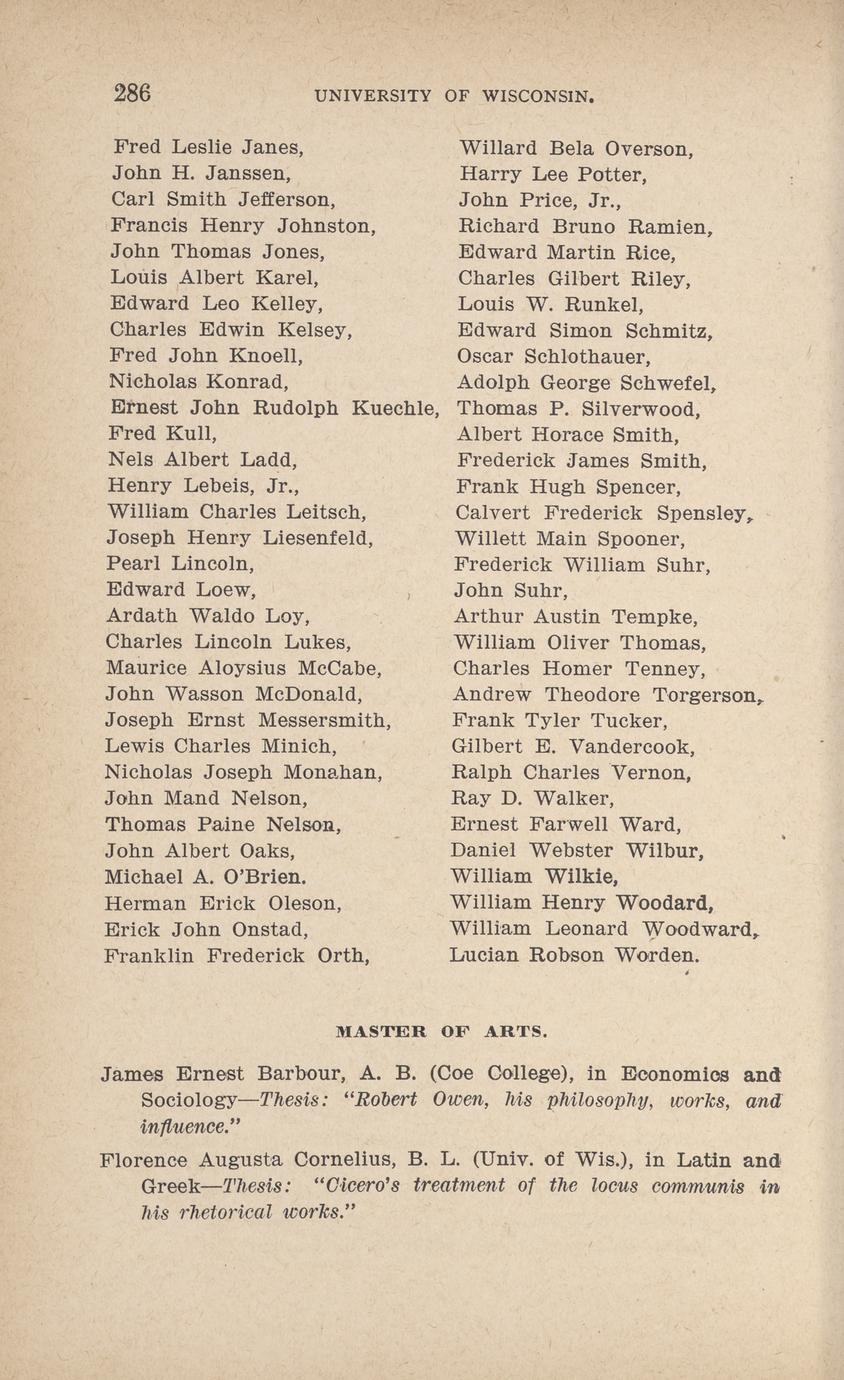 286 UNIVERSITY OF WISCONSIN.
Fred Leslie Janes,
John H. Janssen,
Carl Smith Jefferson,
Francis Henry Johnston,
John Thomas Jones,
Louis Albert Karel,
Edward Leo Kelley,
Charles Edwin Kelsey,
Fred John Knoell,
Nicholas Konrad,
Ernest John Rudolph Kuechle,
Fred Kull,
Nels Albert Ladd,
Henry Lebeis, Jr.,
William Charles Leitsch,
Joseph Henry Liesenfeld,
Pearl Lincoln,
Edward Loew,
Ardath Waldo Loy,
Charles Lincoln Lukes,
Maurice Aloysius McCabe,
John Wasson McDonald,
Joseph Ernst Messersmith,
Lewis Charles Minich,
Nicholas Joseph Monahan,
John Mand Nelson,
Thomas Paine Nelson,
John Albert Oaks,
Michael A. O'Brien.
Herman Erick Oleson,
Erick John Onstad,
Franklin Frederick Orth,
Willard Bela Overson,
Harry Lee Potter,
John Price, Jr.,
Richard Bruno Ramien,
Edward Martin Rice,
Charles Gilbert Riley,
Louis W. Runkel,
Edward Simon Schmitz,
Oscar Schlothauer,
Adolph George Schwefel,
Thomas P. Silverwood,
Albert Horace Smith,
Frederick James Smith,
Frank Hugh Spencer,
Calvert Frederick Spensley,
Willett Main Spooner,
Frederick William Suhr,
John Suhr,
Arthur Austin Tempke,
William Oliver Thomas,
Charles Homer Tenney,
Andrew Theodore Torgerson,
Frank Tyler Tucker,
Gilbert E. Vandercook,
Ralph Charles Vernon,
Ray D. Walker,
Ernest Farwell Ward,
Daniel Webster Wilbur,
William Wilkie,
William Henry Woodard,
William Leonard Woodward,
Lucian Robson Worden.
MASTER OF ARTS.
James Ernest Barbour, A. B. (Coe College), in Economics and
Sociology—Thesis: "Robert Owen, his philosophy, works, and
influence."
Florence Augusta Cornelius, B. L. (Univ. of Wis.), in Latin and
Greek—Thesis: "Cicero's treatment of the locus communis in
his rhetorical works."